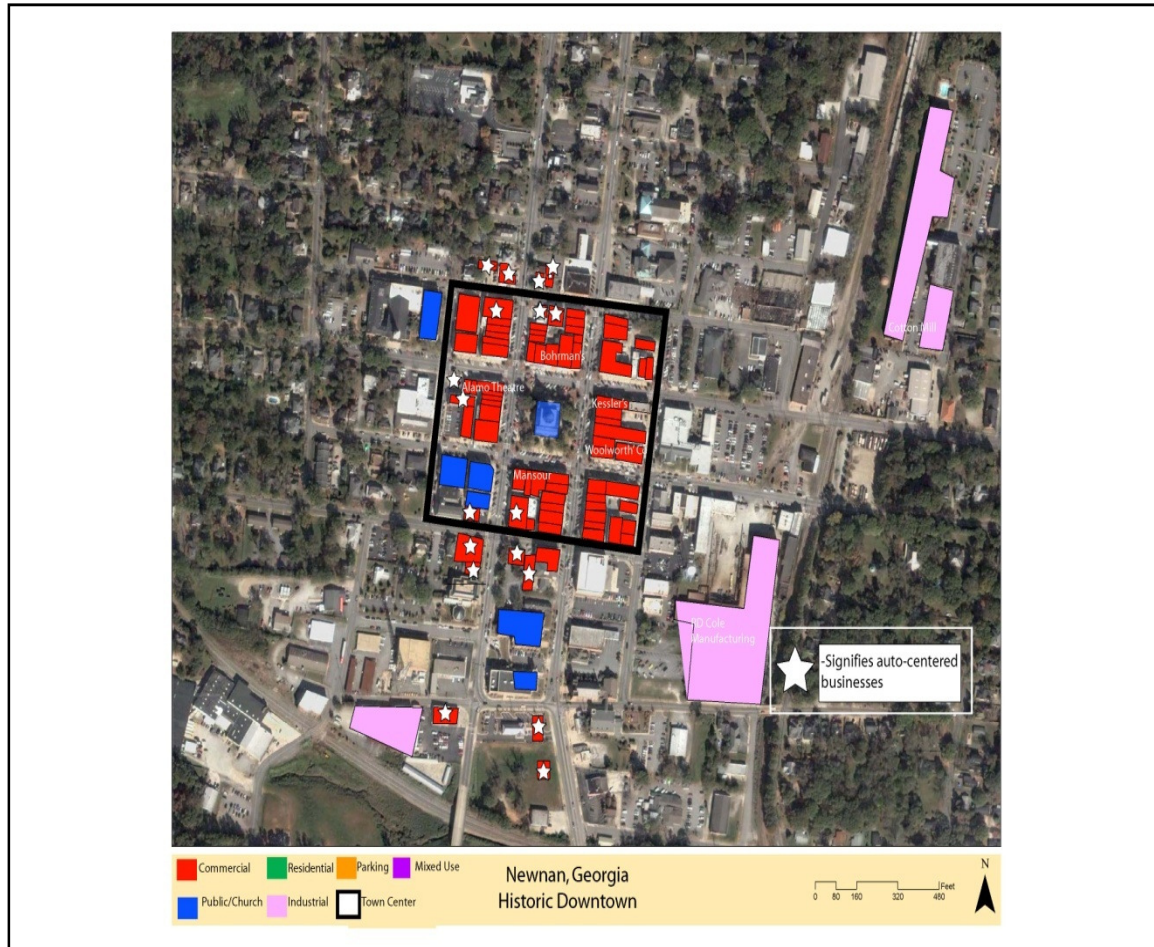 Bohrman's
Cotton Mill
Alamo Theatre
Kessler's
Woolworth' Co
Mansour
RD Cole
Manufacturing
-Signifies auto-centered
businesses
Commercial
Residential
Parking
Mixed Use
Public/Church
Industrial
Town Center
Newnan, Georgia
Historic Downtown
0 80 160 320 480 Feet
N